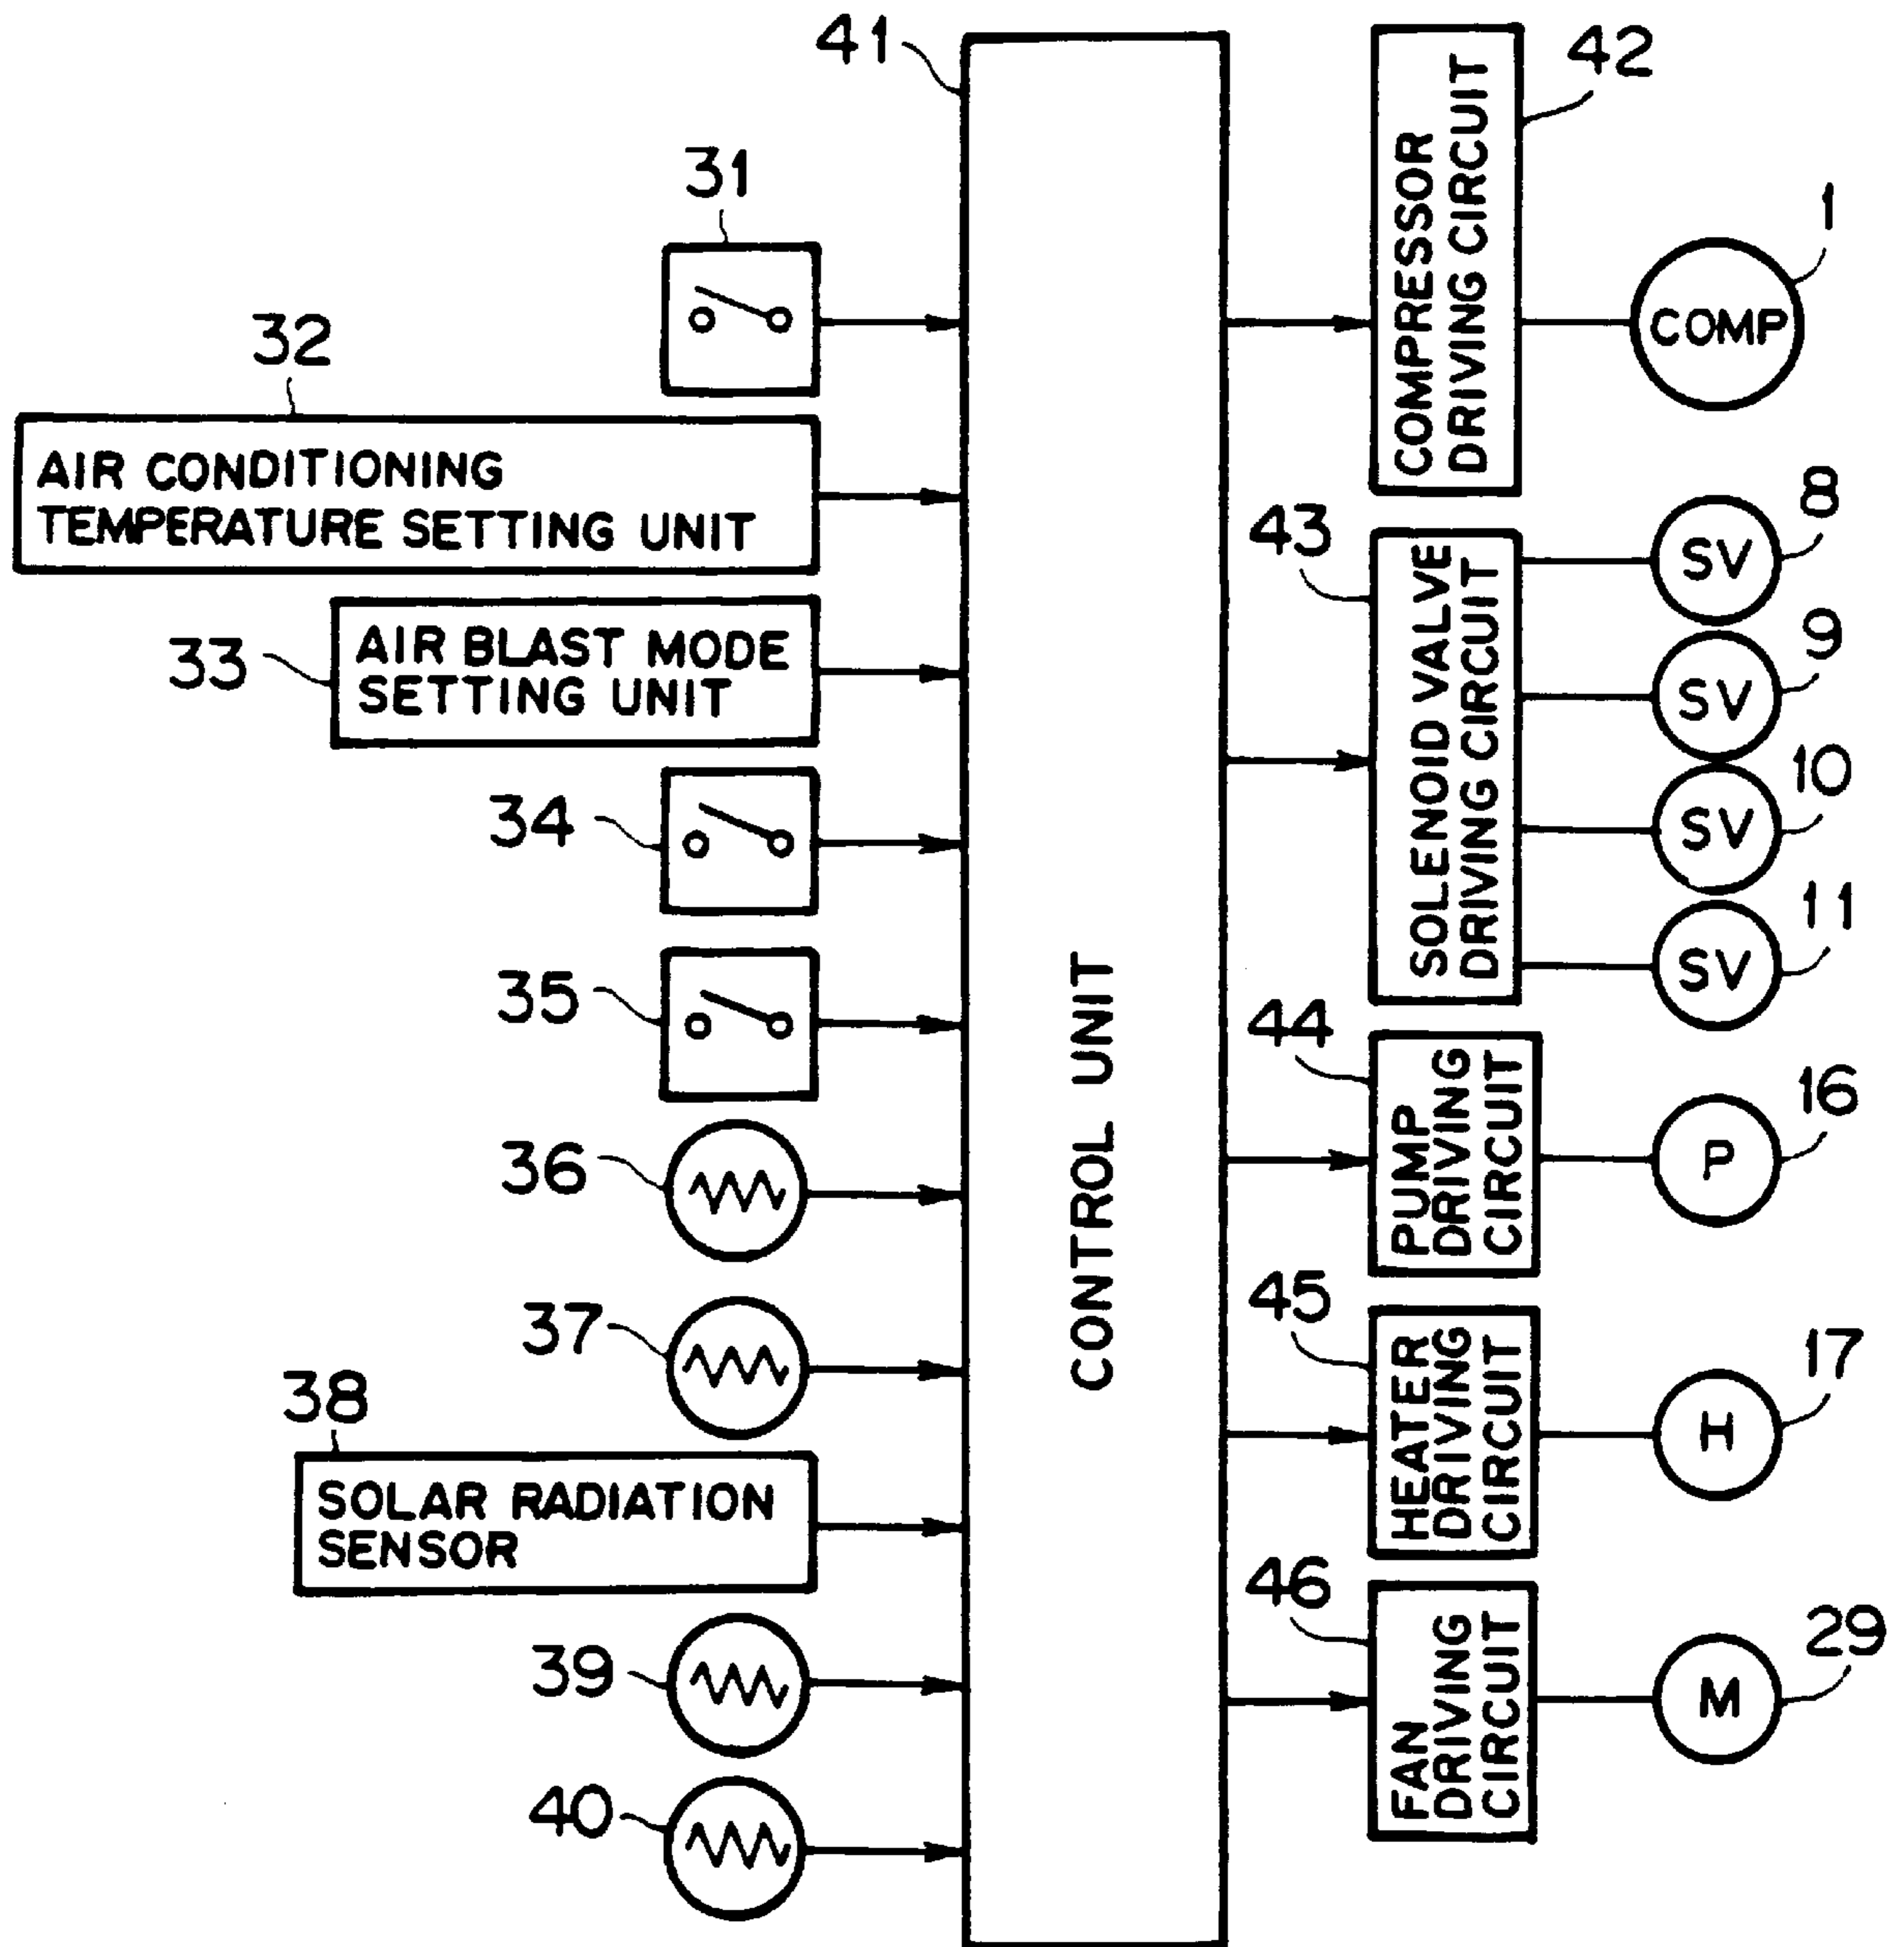 41
42
31
1
COMPRESSOR
DRIVING CIRCUIT
COMP
32
AIR CONDITIONING
TEMPERATURE SETTING UNIT
33
AIR BLAST MODE
SETTING UNIT
34
35
36
37
38
SOLAR RADIATION
SENSOR
39
40
CONTROL UNIT
43
SOLENOID VALVE
DRIVING CIRCUIT
SV
8
SV
9
SV
10
SV
11
44
PUMP
DRIVING
CIRCUIT
P
16
45
HEATER
DRIVING
CIRCUIT
H
17
46
FAN
DRIVING
CIRCUIT
M
29